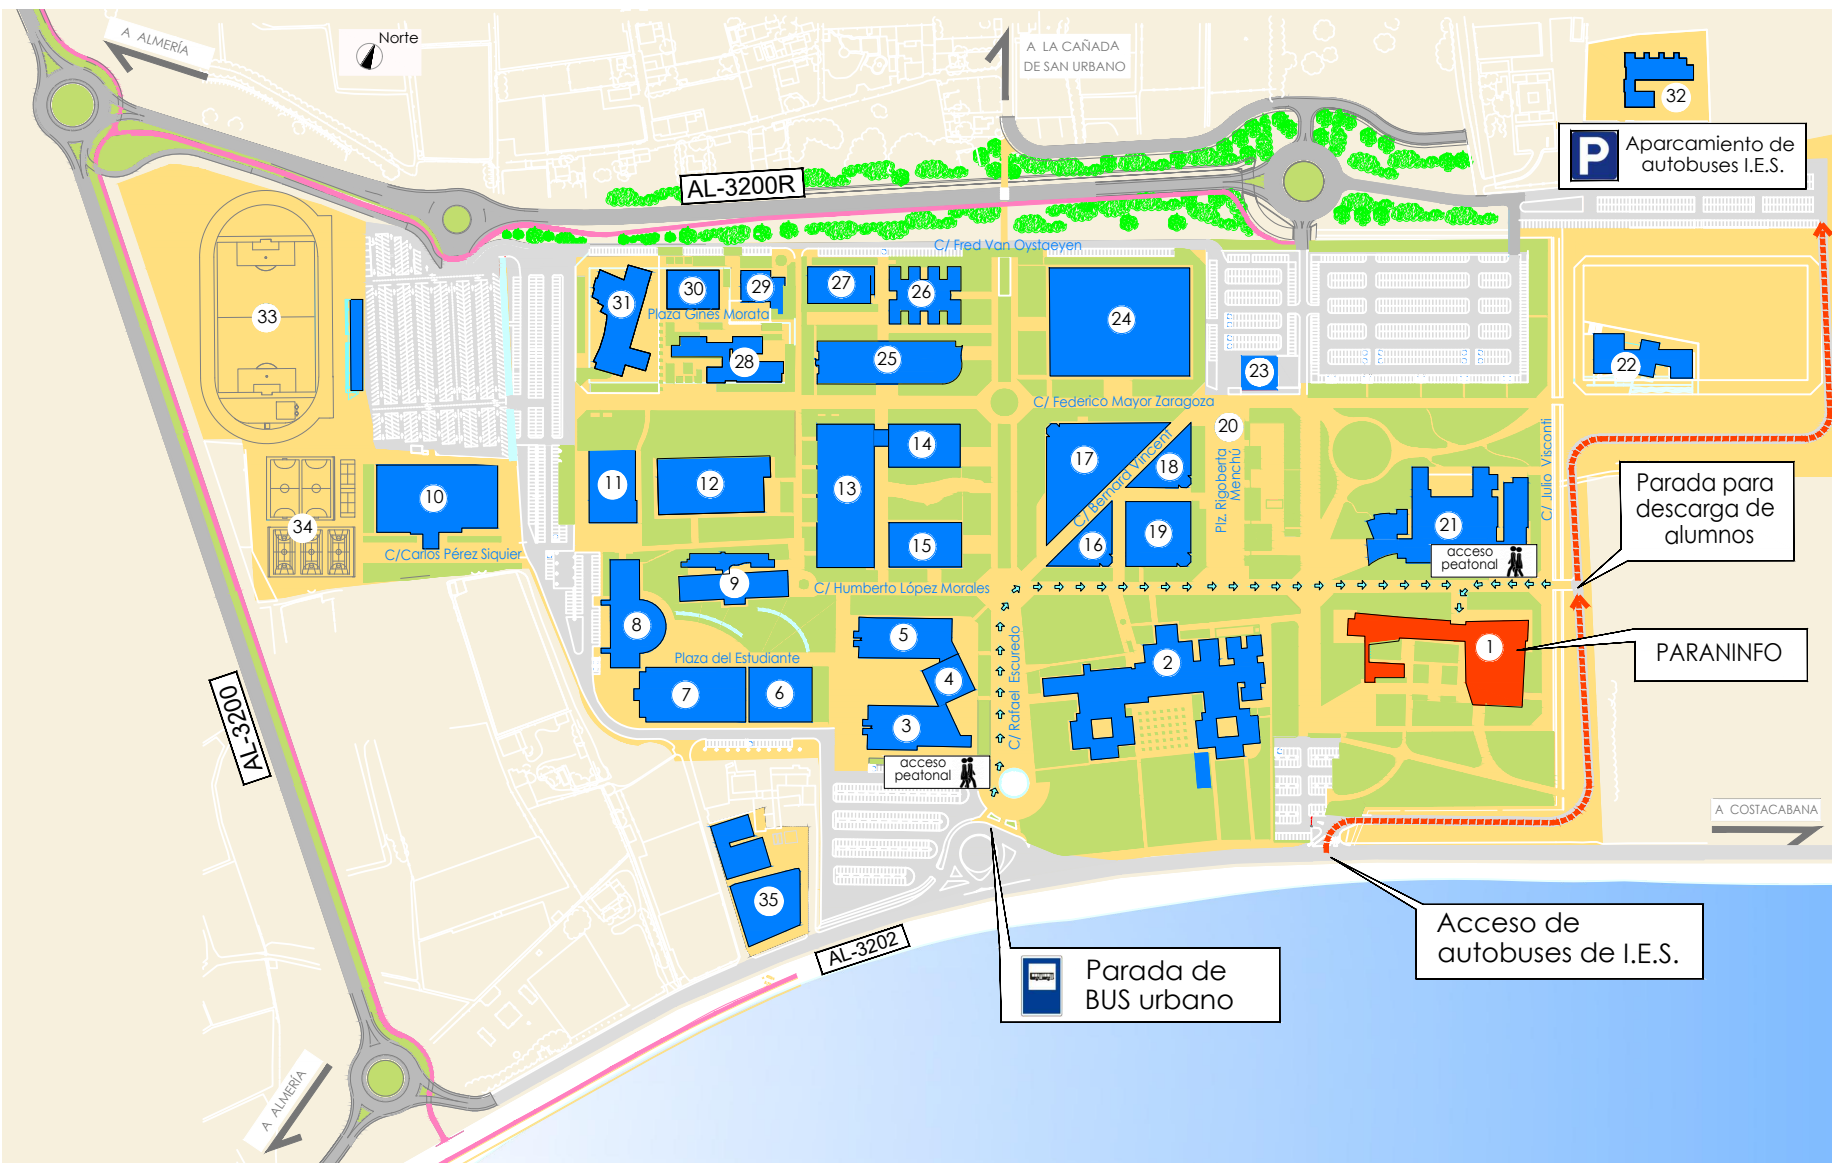 A ALMERÍA
Norte
A LA CAÑADA
DE SAN URBANO
32
P
Aparcamiento de
autobuses I.E.S.
AL-3200R
C/ Fred Van Oystaeyen
33
31
30
29
27
26
24
Plaza Gines Morata
28
25
23
22
C/ Federico Mayor Zaragoza
20
14
17
18
C/ Bernard Vincent
Plz. Rigoberta
Menchú
C/ Julio Visconti
10
11
12
13
Parada para
descarga de
alumnos
34
15
16
19
21
C/Carlos Pérez Siquier
acceso
peatonal
9
C/ Humberto López Morales
8
5
Plaza del Estudiante
C/ Rafael Escuredo
2
1
PARANINFO
7
6
4
3
AL-3200
acceso
peatonal
A COSTACABANA
35
AL-3202
Acceso de
autobuses de I.E.S.
Parada de
BUS urbano
A ALMERÍA